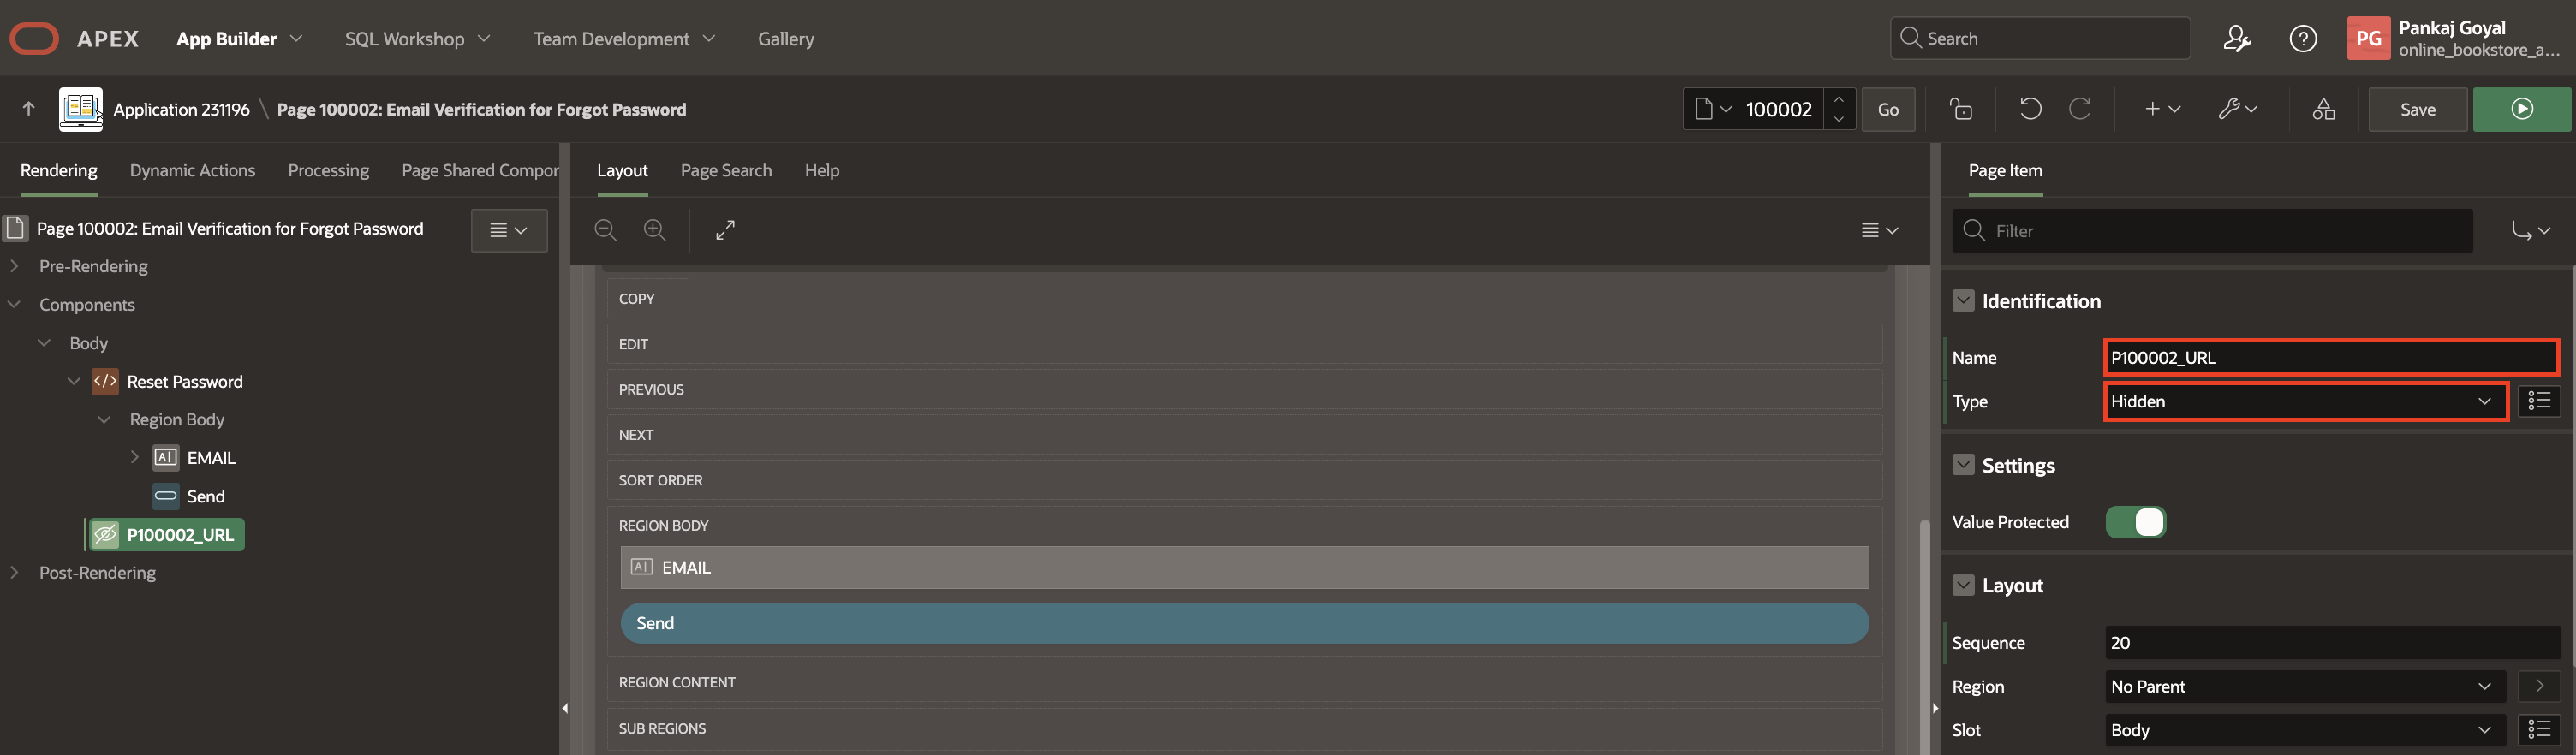 APEX App Builder SQL Workshop Team Development Gallery Search PG Pankaj Goyal
online_bookstore_a...
Application 231196 \ Page 100002: Email Verification for Forgot Password 100002 Go Save
Rendering Dynamic Actions Processing Page Shared Compor
Layout Page Search Help
Page Item
Page 100002: Email Verification for Forgot Password
Filter
Pre-Rendering
Components
Body
Reset Password
Region Body
EMAIL
Send
P100002_URL
Post-Rendering
COPY
EDIT
PREVIOUS
NEXT
SORT ORDER
REGION BODY
EMAIL
Send
REGION CONTENT
SUB REGIONS
Identification
Name P100002_URL
Type Hidden
Settings
Value Protected
Layout
Sequence 20
Region No Parent
Slot Body